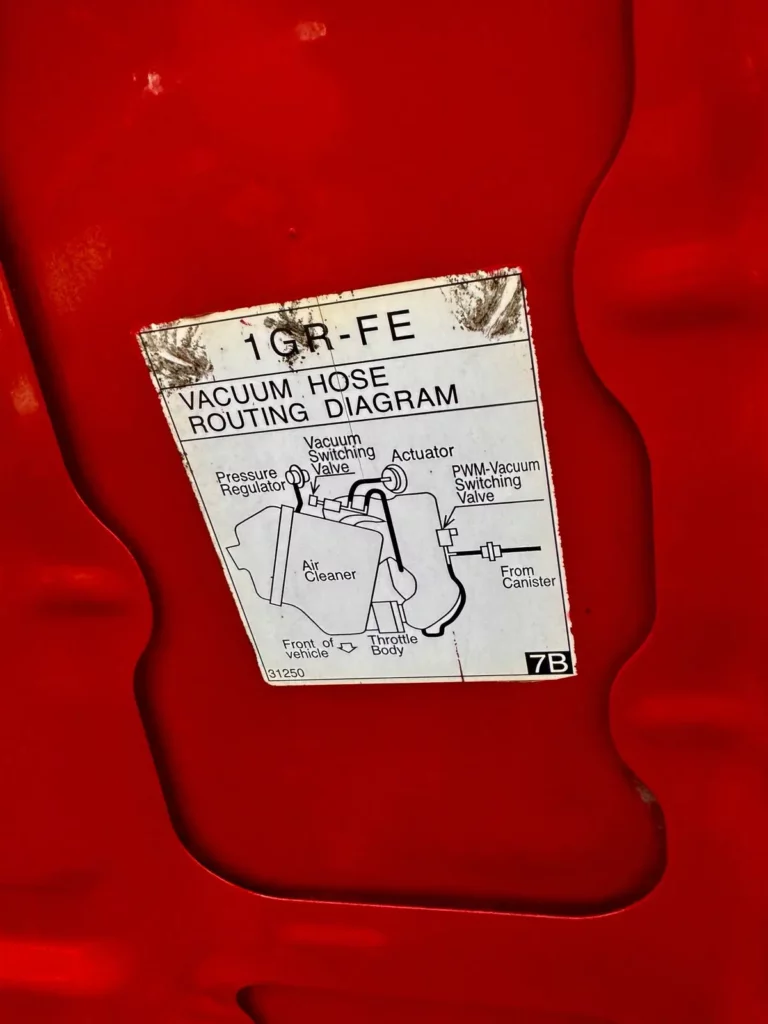 1GR-FE
VACUUM HOSE
ROUTING DIAGRAM
Vacuum
Switching
Valve
Actuator
Pressure
Regulator
PWM-Vacuum
Switching
Valve
Air
Cleaner
From
Canister
Front of
vehicle
Throttle
Body
31250
7B